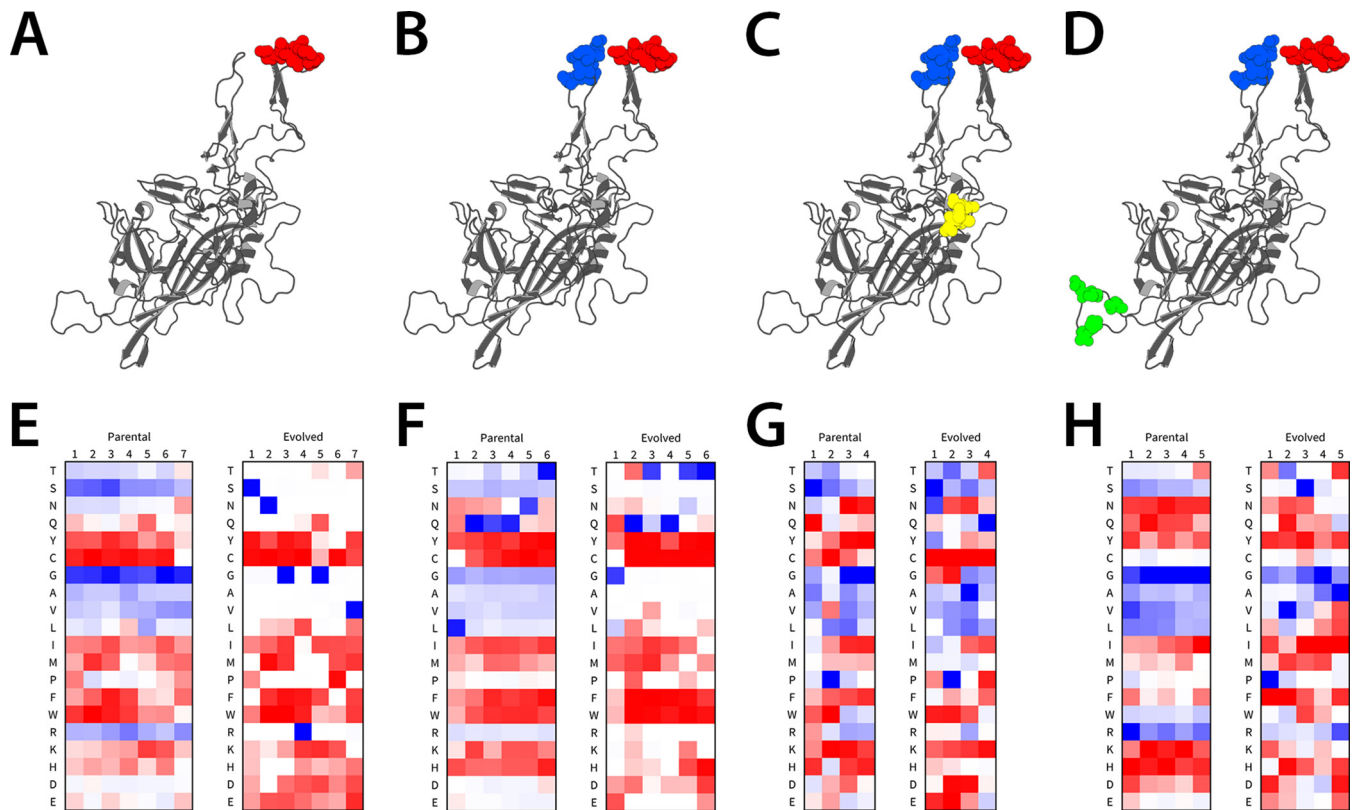 A B C D
E F G H
Parental Evolved Parental Evolved Parental Evolved Parental Evolved
1 2 3 4 5 6 7 1 2 3 4 5 6 7 1 2 3 4 5 6 1 2 3 4 5 6 1 2 3 4 1 2 3 4 1 2 3 4 5 1 2 3 4 5
T T T T T T T T
S S S S S S S S
N N N N N N N N
Q Q Q Q Q Q Q Q
Y Y Y Y Y Y Y Y
C C C C C C C C
G G G G G G G G
A A A A A A A A
V V V V V V V V
L L L L L L L L
I I I I I I I I
M M M M M M M M
P P P P P P P P
F F F F F F F F
W W W W W W W W
R R R R R R R R
K K K K K K K K
H H H H H H H H
D D D D D D D D
E E E E E E E E